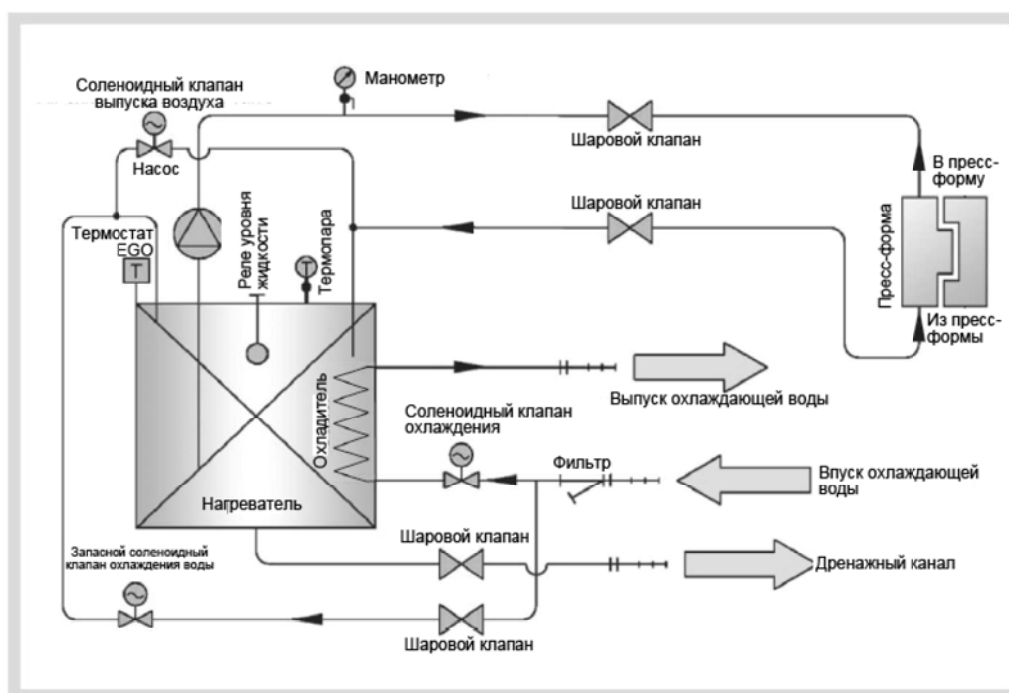 Соленоидный клапан
выпуска воздуха
Манометр
Насос
Шаровой клапан
В пресс-
форму
Шаровой клапан
Термостат
EGO
T
Реле уровня
жидкости
T
Термопара
Пресс-форма
Из пресс-
формы
Охладитель
Выпуск охлаждающей воды
Соленоидный клапан
охлаждения
Фильтр
Впуск охлаждающей
воды
Нагреватель
Шаровой клапан
Дренажный канал
Запасной соленоидный
клапан охлаждения воды
Шаровой клапан